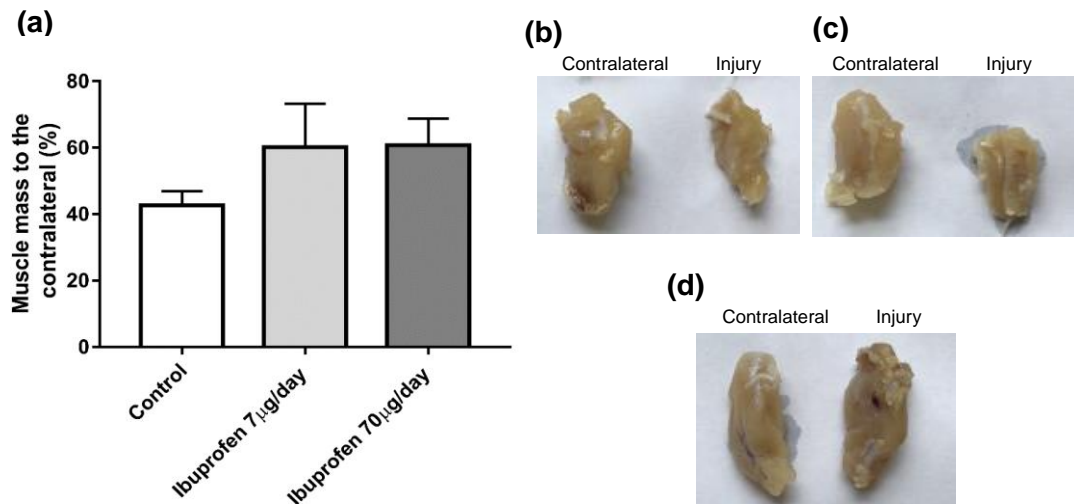 (a)
80
60
40
20
0
Muscle mass to the
contralateral (%)
Control
Ibuprofen 7μg/day
Ibuprofen 70μg/day
(b)
Contralateral Injury
(c)
Contralateral Injury
(d)
Contralateral Injury